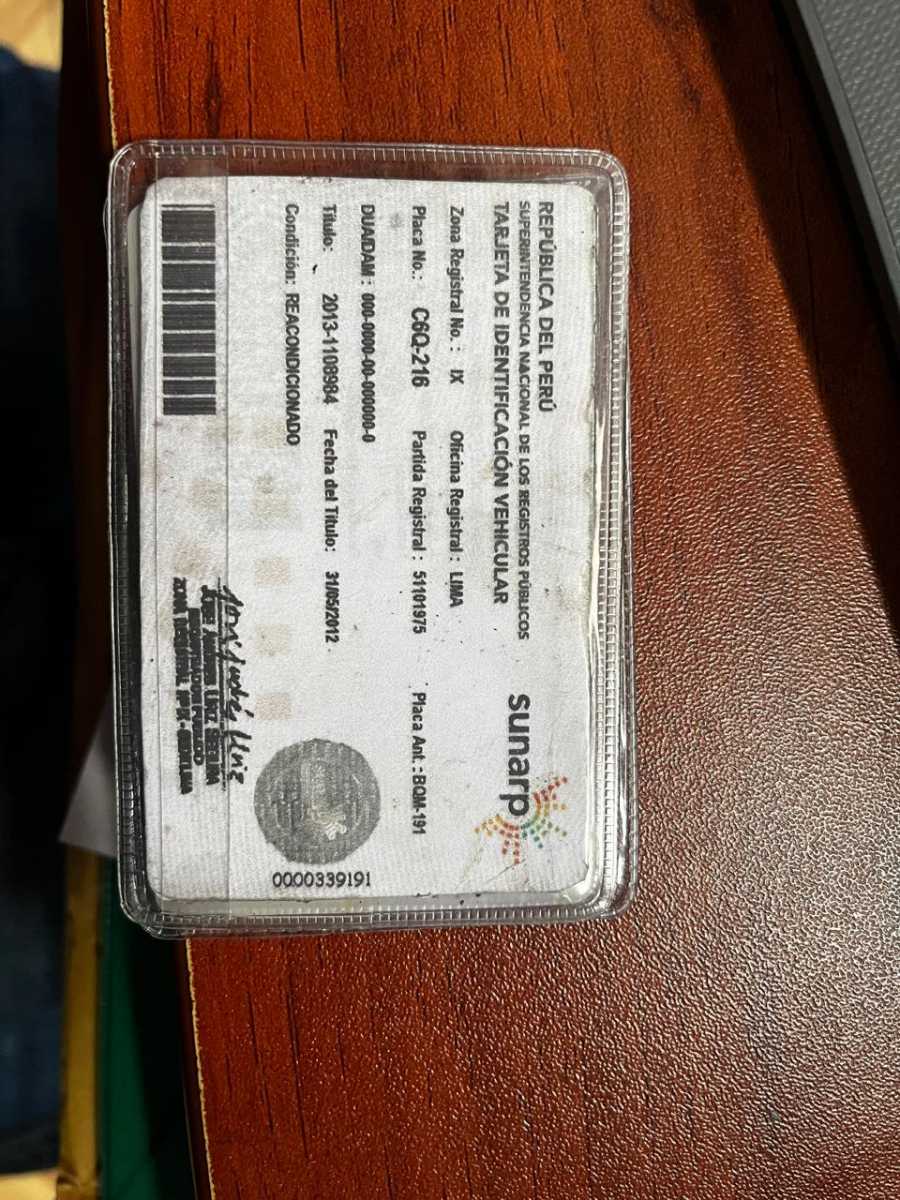 REPÚBLICA DEL PERÚ
SUPERINTENDENCIA NACIONAL DE LOS REGISTROS PÚBLICOS
TARJETA DE IDENTIFICACIÓN VEHICULAR
sunarp
Zona Registral No. : IX Oficina Registral : LIMA
Placa No.: C6Q-216 Partida Registral : 51101975 Placa Ant. : BQM-191
DUA/DAM : 000-0000-00-000000-0
Título: 2013-1108984 Fecha del Título: 31/05/2012
Condición: REACONDICIONADO
0000339191